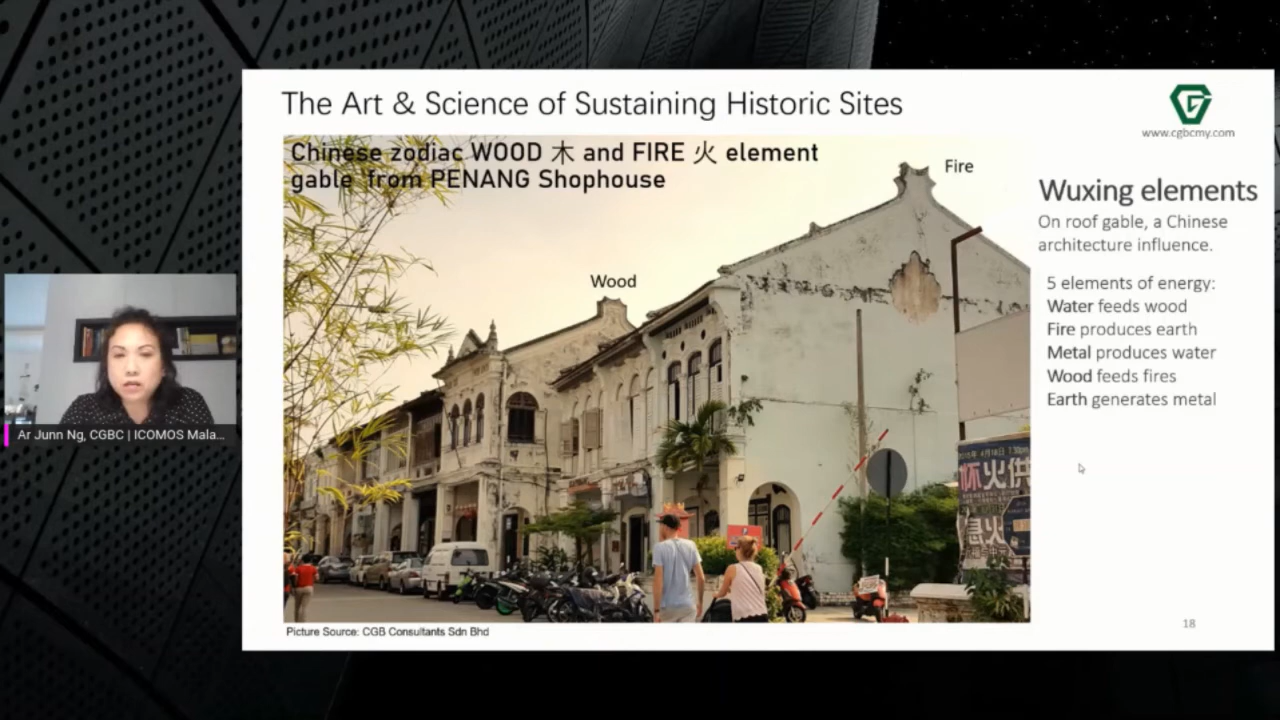 The Art & Science of Sustaining Historic Sites
www.cgbcmy.com
Chinese zodiac WOOD 木 and FIRE 火 element
gable from PENANG Shophouse
Fire
Wood
Wuxing elements
On roof gable, a Chinese
architecture influence.
5 elements of energy:
Water feeds wood
Fire produces earth
Metal produces water
Wood feeds fires
Earth generates metal
Ar Junn Ng, CGBC | ICOMOS Mala...
火供
火
Picture Source: CGB Consultants Sdn Bhd
18